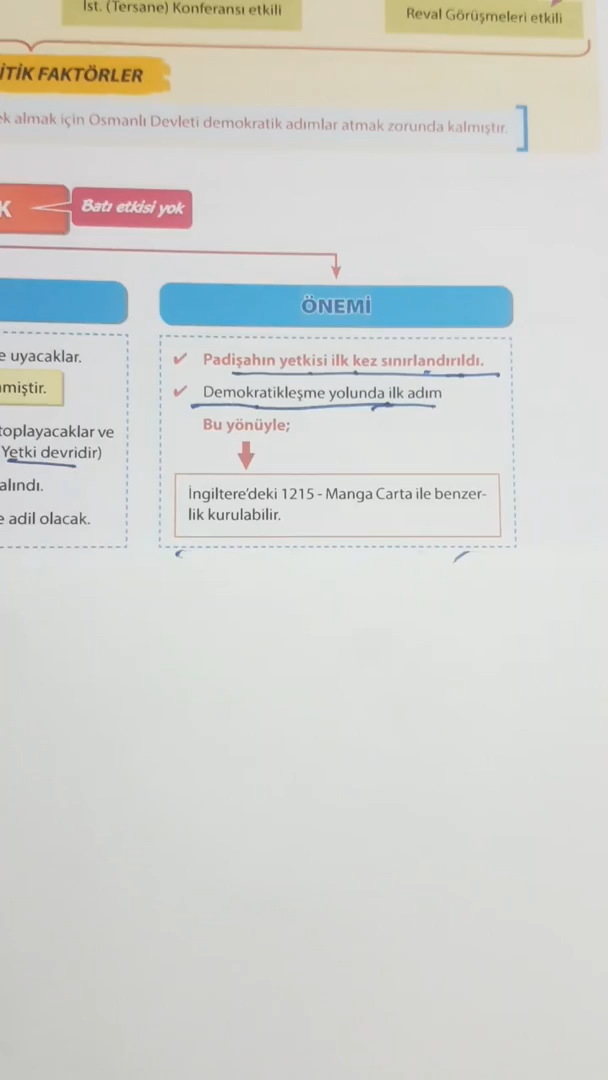 İst. (Tersane) Konferansı etkili
Reval Görüşmeleri etkili
İTİK FAKTÖRLER
ek almak için Osmanlı Devleti demokratik adımlar atmak zorunda kalmıştır.
K
Batı etkisi yok
ÖNEMİ
e uyacaklar.
Padişahın yetkisi ilk kez sınırlandırıldı.
miştir.
Demokratikleşme yolunda ilk adım
toplayacaklar ve
Bu yönüyle;
Yetki devridir)
alındı.
İngiltere'deki 1215 - Manga Carta ile benzer-
e adil olacak.
lik kurulabilir.